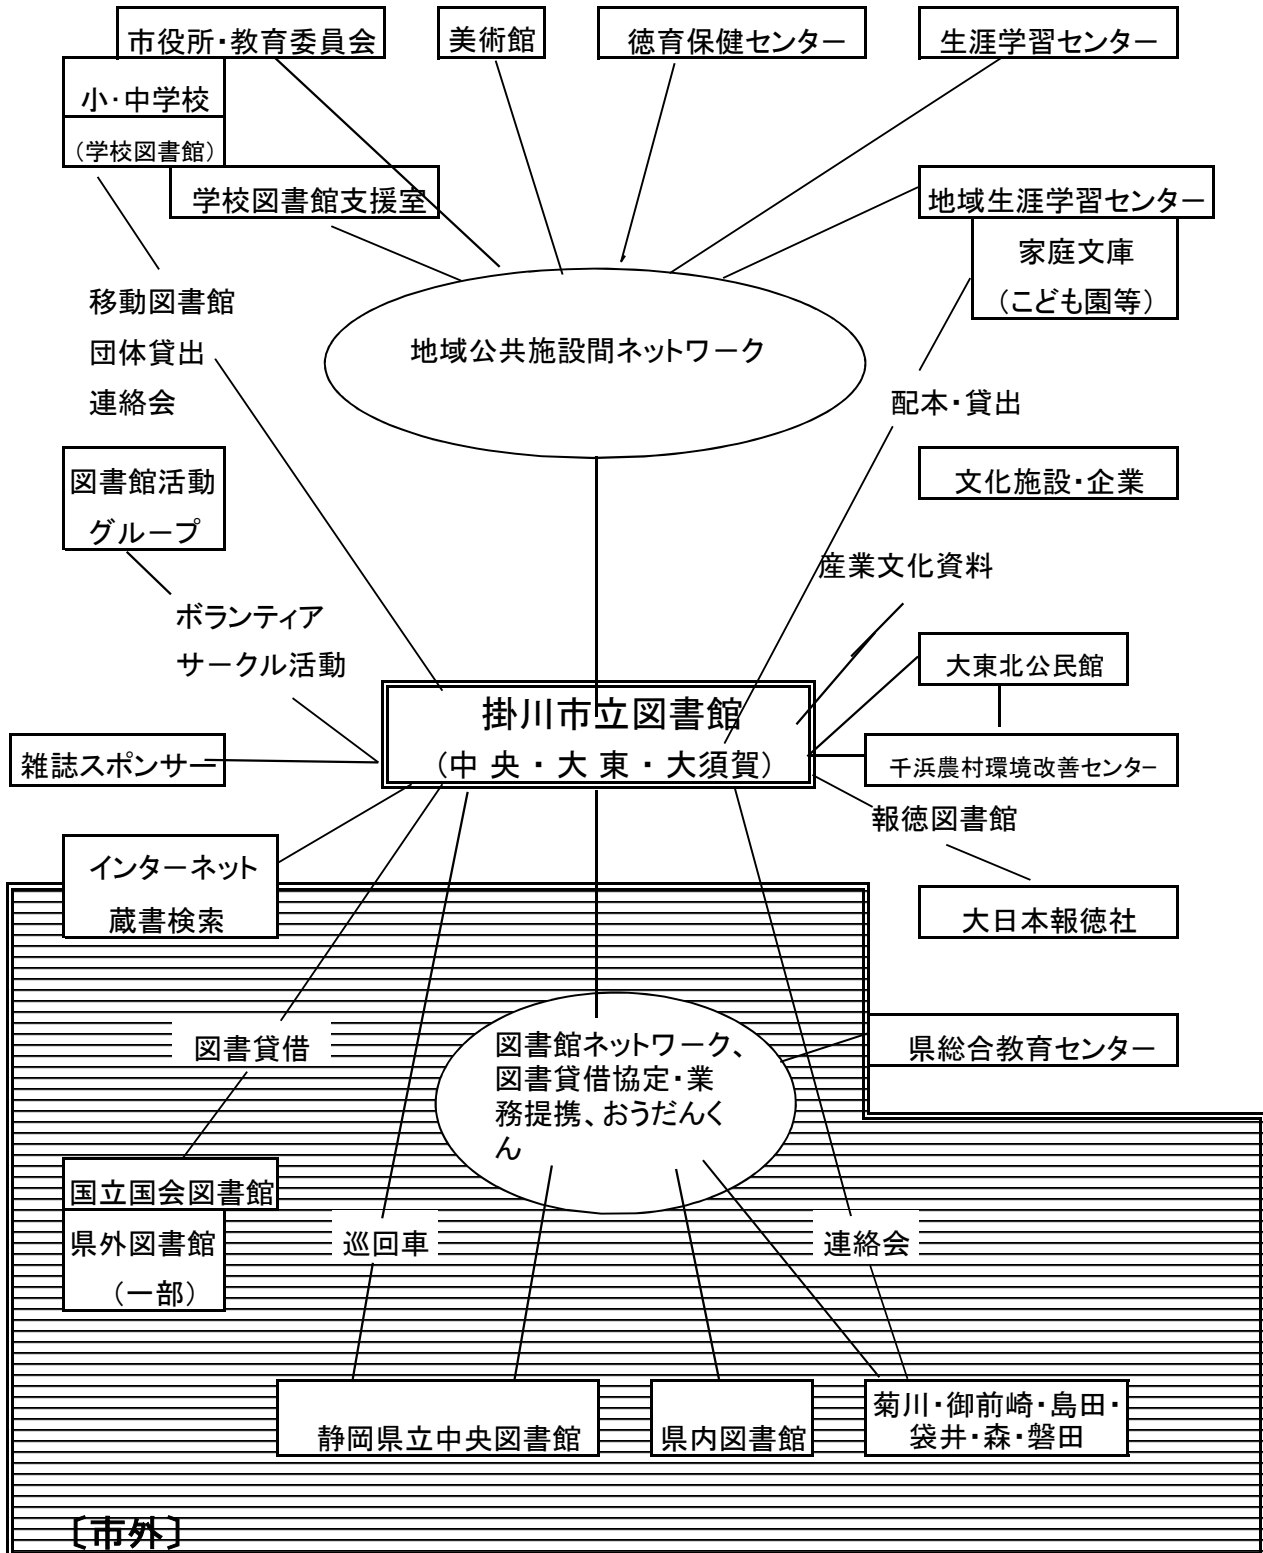 市役所・教育委員会
美術館
徳育保健センター
生涯学習センター
小・中学校
（学校図書館）
学校図書館支援室
地域生涯学習センター
家庭文庫
（こども園等）
移動図書館
団体貸出
連絡会
地域公共施設間ネットワーク
配本・貸出
図書館活動
グループ
文化施設・企業
産業文化資料
ボランティア
サークル活動
大東北公民館
掛川市立図書館
（中 央 ・ 大 東 ・ 大須賀）
雑誌スポンサー
千浜農村環境改善センター
報徳図書館
インターネット
蔵書検索
大日本報徳社
図書貸借
図書館ネットワーク、
図書貸借協定・業
務提携、おうだんく
ん
県総合教育センター
国立国会図書館
県外図書館
（一部）
巡回車
連絡会
静岡県立中央図書館
県内図書館
菊川・御前崎・島田・
袋井・森・磐田
〔市外〕